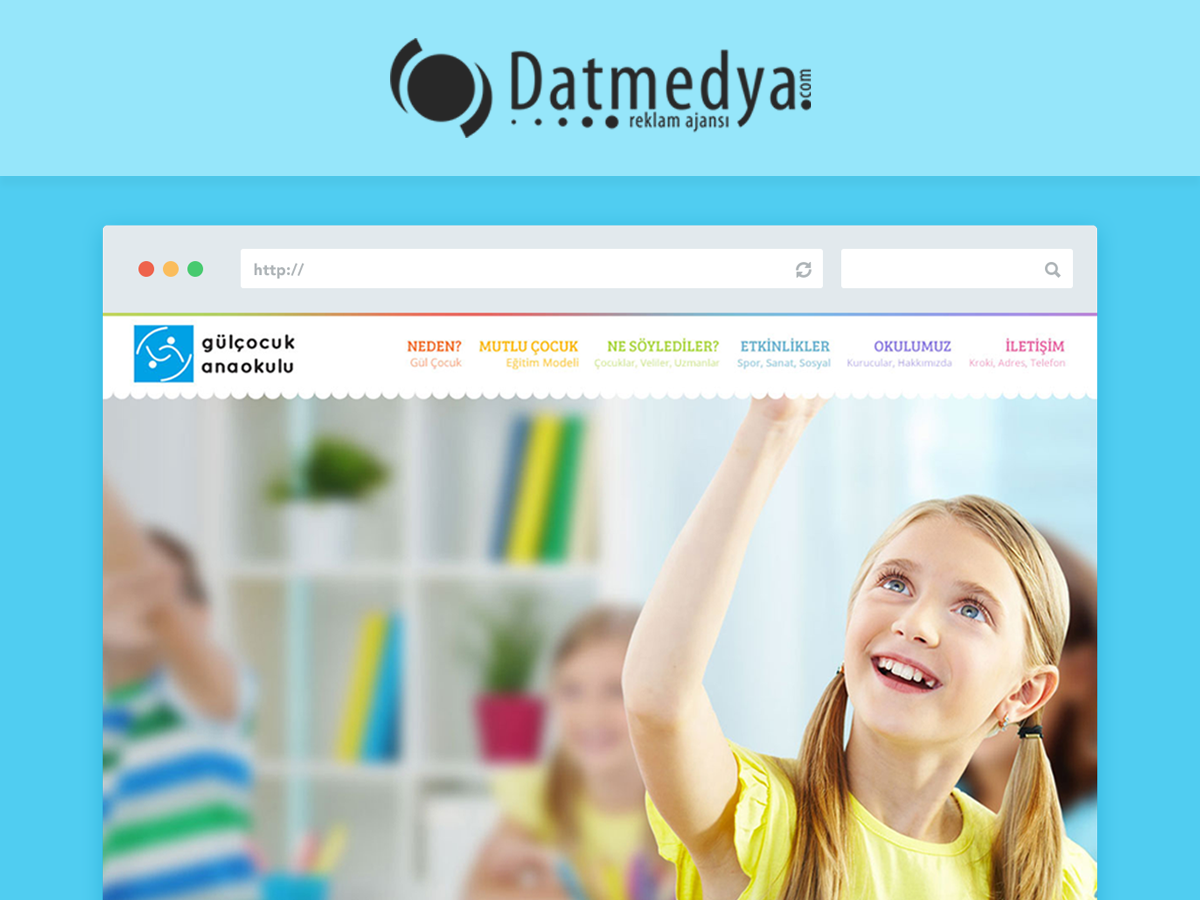 Datmedya.com
reklam ajansı
http://
gülçocuk
anaokulu
NEDEN?
Gül Çocuk
MUTLU ÇOCUK
Eğitim Modeli
NE SÖYLEDİLER?
Çocuklar, Veliler, Uzmanlar
ETKİNLİKLER
Spor, Sanat, Sosyal
OKULUMUZ
Kurucular, Hakkımızda
İLETİŞİM
Kroki, Adres, Telefon